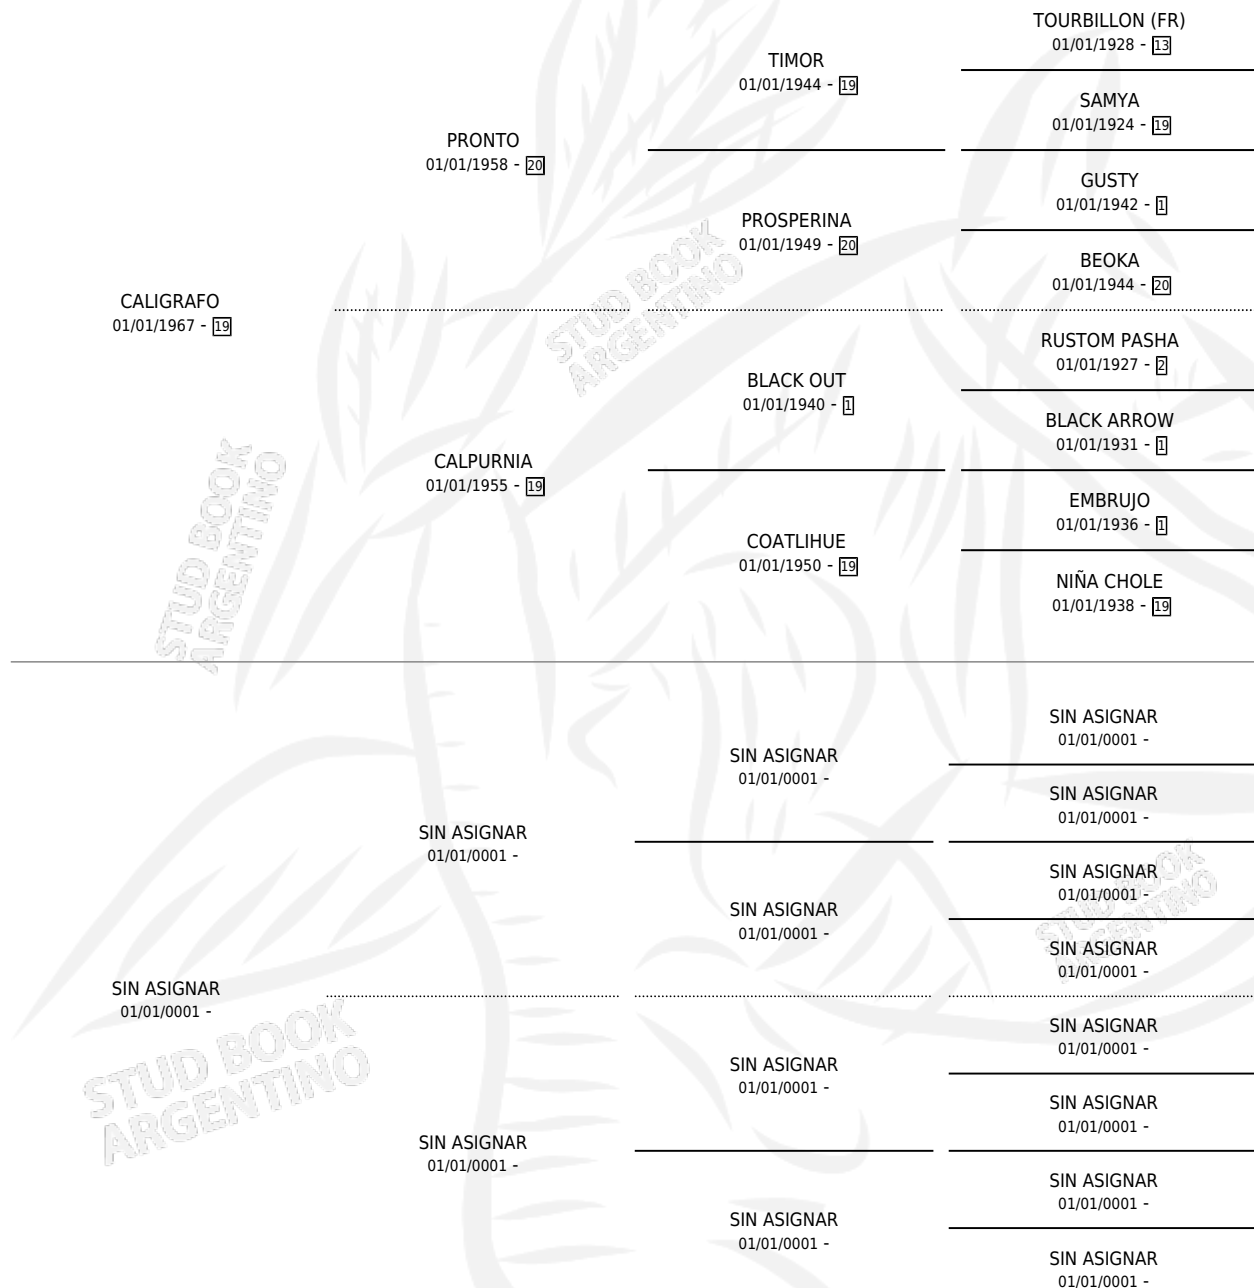 TOURBILLON (FR)
01/01/1928 - 13
TIMOR
01/01/1944 - 19
SAMYA
01/01/1924 - 19
PRONTO
01/01/1958 - 20
GUSTY
01/01/1942 - 1
PROSPERINA
01/01/1949 - 20
BEOKA
01/01/1944 - 20
CALIGRAFO
01/01/1967 - 19
RUSTOM PASHA
01/01/1927 - 2
BLACK OUT
01/01/1940 - 1
BLACK ARROW
01/01/1931 - 1
CALPURNIA
01/01/1955 - 19
EMBRUJO
01/01/1936 - 1
COATLIHUE
01/01/1950 - 19
NIÑA CHOLE
01/01/1938 - 19
STUD BOOK
ARGENTINO
STUD BOOK
ARGENTINO
SIN ASIGNAR
01/01/0001 -
SIN ASIGNAR
01/01/0001 -
SIN ASIGNAR
01/01/0001 -
SIN ASIGNAR
01/01/0001 -
SIN ASIGNAR
01/01/0001 -
SIN ASIGNAR
01/01/0001 -
SIN ASIGNAR
01/01/0001 -
SIN ASIGNAR
01/01/0001 -
SIN ASIGNAR
01/01/0001 -
SIN ASIGNAR
01/01/0001 -
SIN ASIGNAR
01/01/0001 -
SIN ASIGNAR
01/01/0001 -
SIN ASIGNAR
01/01/0001 -
SIN ASIGNAR
01/01/0001 -
SIN ASIGNAR
01/01/0001 -
STUD BOOK
ARGENTINO
STUD BOOK
ARGENTINO